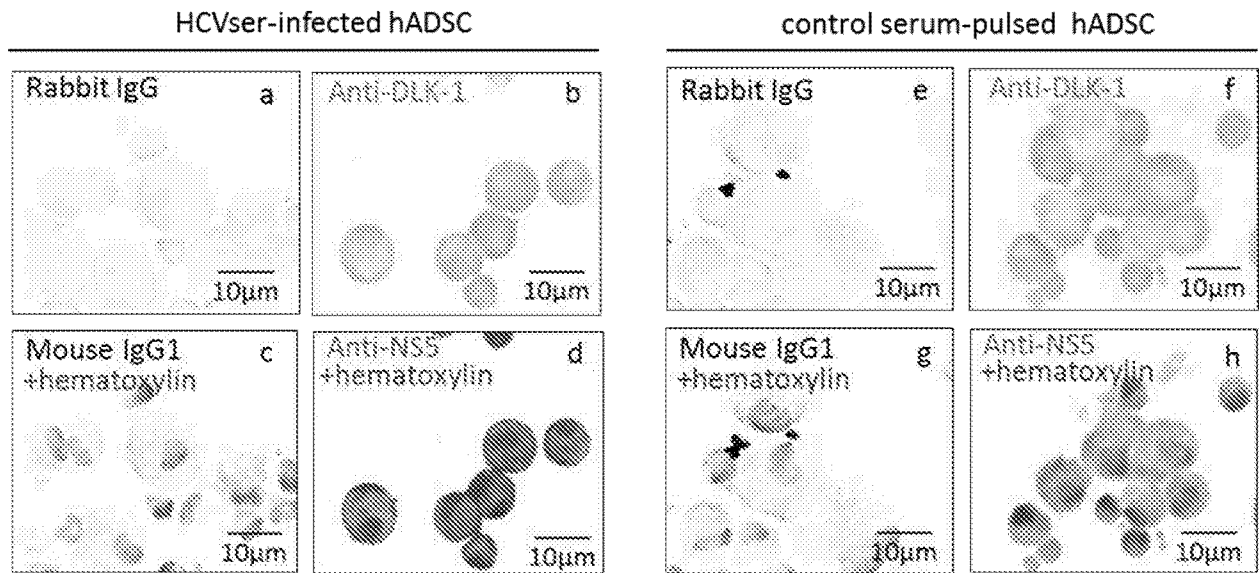 HCVser-infected hADSC
control serum-pulsed hADSC
Rabbit IgG
a
10μm
Anti-DLK-1
b
10μm
Rabbit IgG
e
10μm
Anti-DLK-1
f
10μm
Mouse IgG1
+hematoxylin
c
10μm
Anti-NS5
+hematoxylin
d
10μm
Mouse IgG1
+hematoxylin
g
10μm
Anti-NS5
+hematoxylin
h
10μm